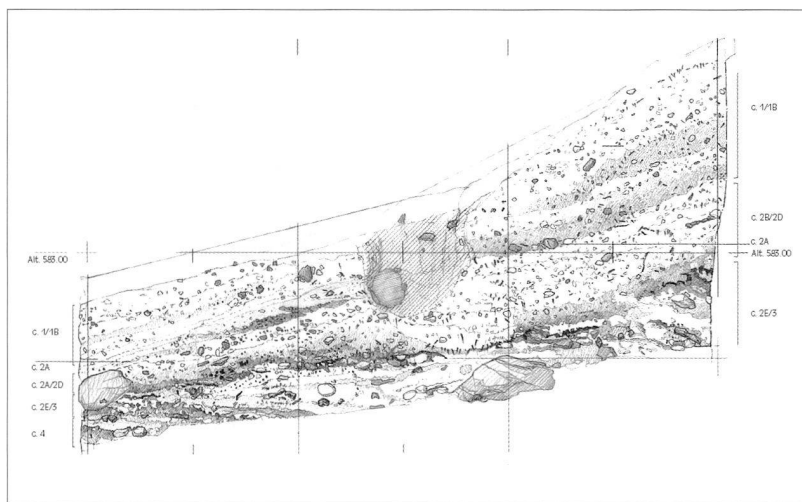 c. 1/1B
c. 2B/2D
c. 2A
Alt. 583.00
c. 2E/3
Alt. 583.00
c. 1/1B
c. 2A
c. 2A/2D
c. 2E/3
c. 4